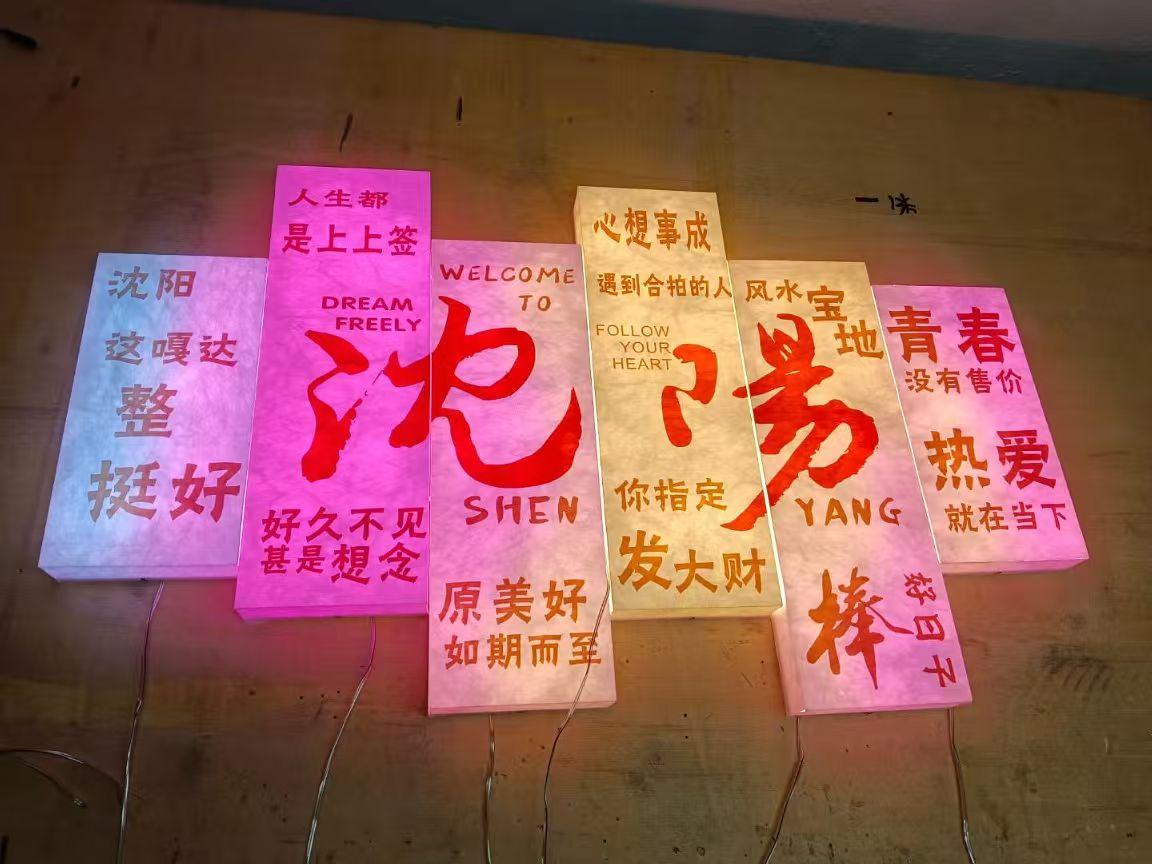 沈阳
这嘎达
整
挺好
人生都
是上上签
DREAM
FREELY
沈
好久不见
甚是想念
WELCOME
TO
SHEN
原美好
如期而至
心想事成
遇到合拍的人
FOLLOW
YOUR
HEART
陽
你指定
发大财
风水宝地
YANG
棒
好日子
青春
没有售价
热爱
就在当下